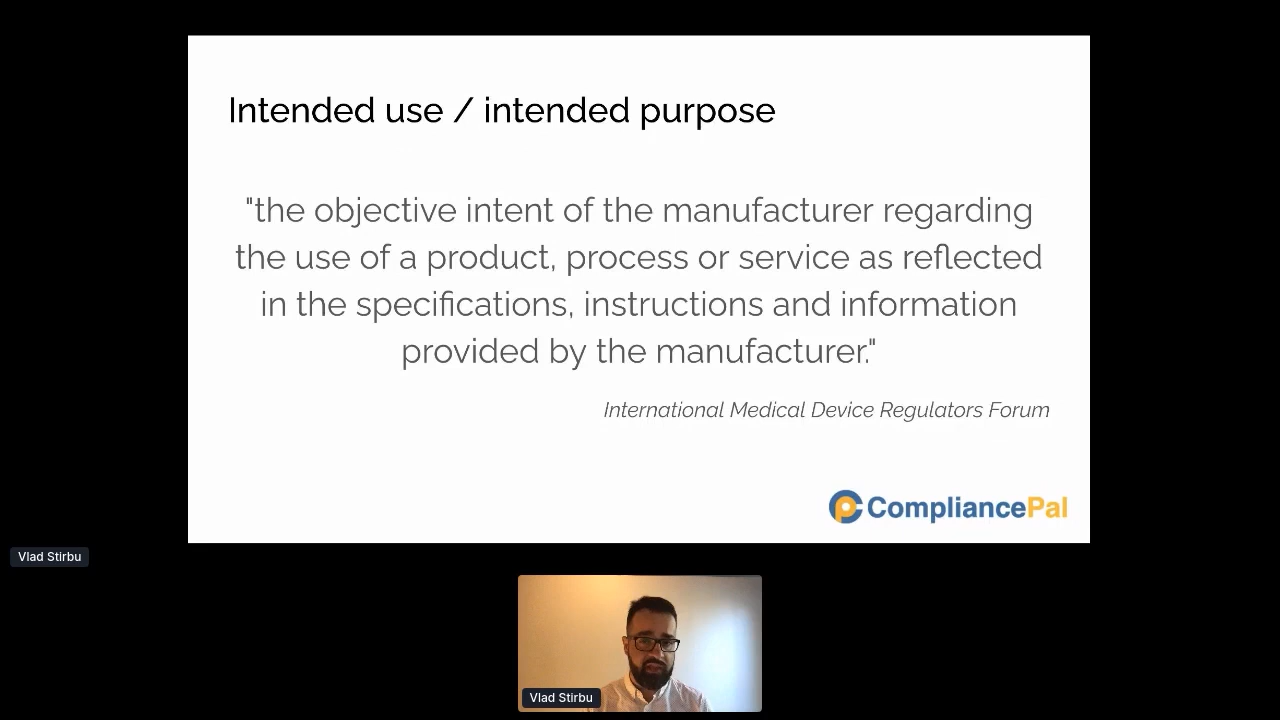 Intended use / intended purpose
"the objective intent of the manufacturer regarding
the use of a product, process or service as reflected
in the specifications, instructions and information
provided by the manufacturer."
International Medical Device Regulators Forum
CompliancePal
Vlad Stirbu
Vlad Stirbu